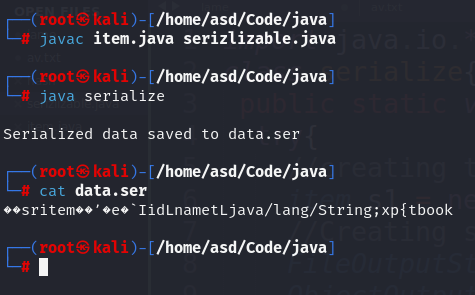 ┌──(root㉿kali)-[/home/asd/Code/java]
└─# javac item.java serizlizable.java
┌──(root㉿kali)-[/home/asd/Code/java]
└─# java serialize
Serialized data saved to data.ser
┌──(root㉿kali)-[/home/asd/Code/java]
└─# cat data.ser
��sritem��′�e�`IidLnametLjava/lang/String;xp{tbook
┌──(root㉿kali)-[/home/asd/Code/java]
└─#